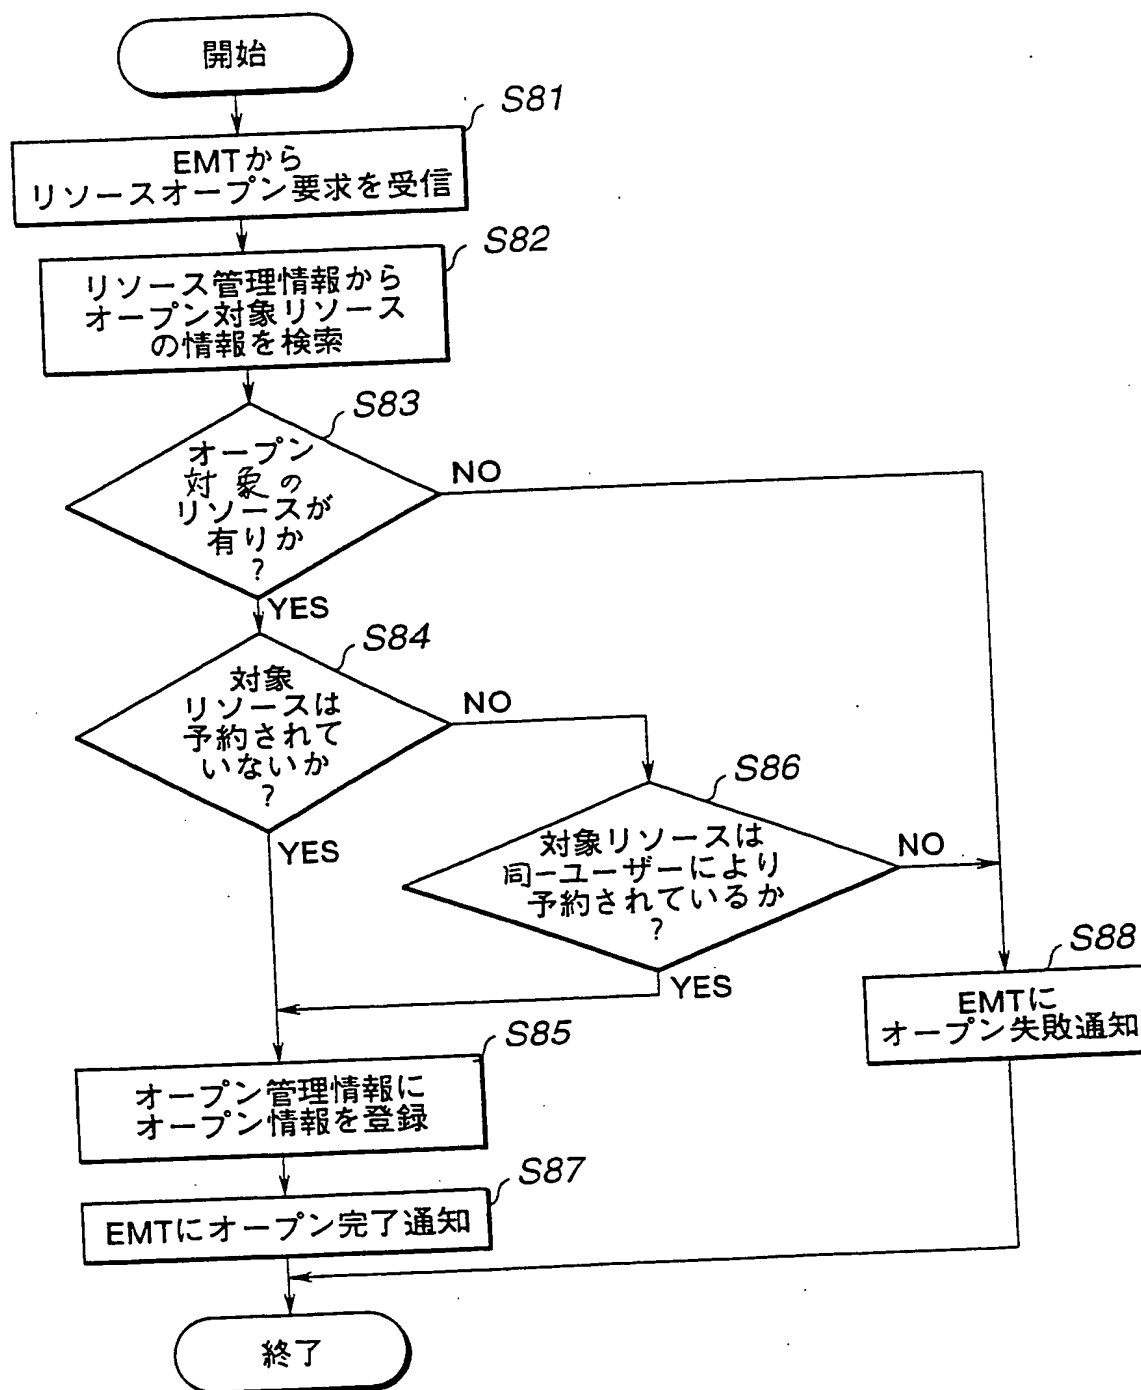 開始
S81
EMTから
リソースオープン要求を受信
S82
リソース管理情報から
オープン対象リソース
の情報を検索
S83
オープン
対象の
リソースが
有りか
?
NO
YES
S84
対象
リソースは
予約されて
いないか
?
NO
YES
S86
対象リソースは
同一ユーザーにより
予約されているか
?
NO
YES
S88
EMTに
オープン失敗通知
S85
オープン管理情報に
オープン情報を登録
S87
EMTにオープン完了通知
終了